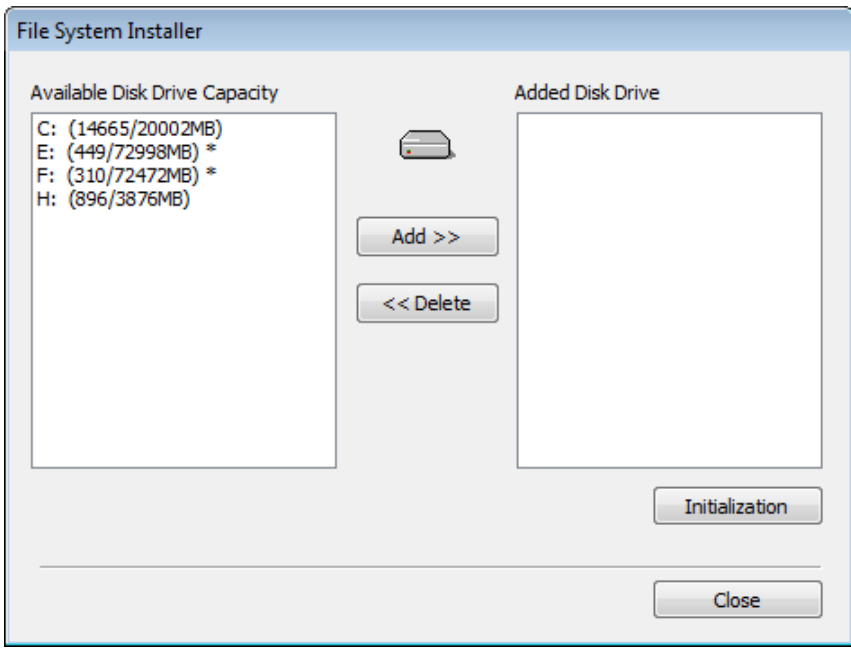 File System Installer
Available Disk Drive Capacity
Added Disk Drive
C: (14665/20002MB)
E: (449/72998MB) *
F: (310/72472MB) *
H: (896/3876MB)
Add >>
<< Delete
Initialization
Close